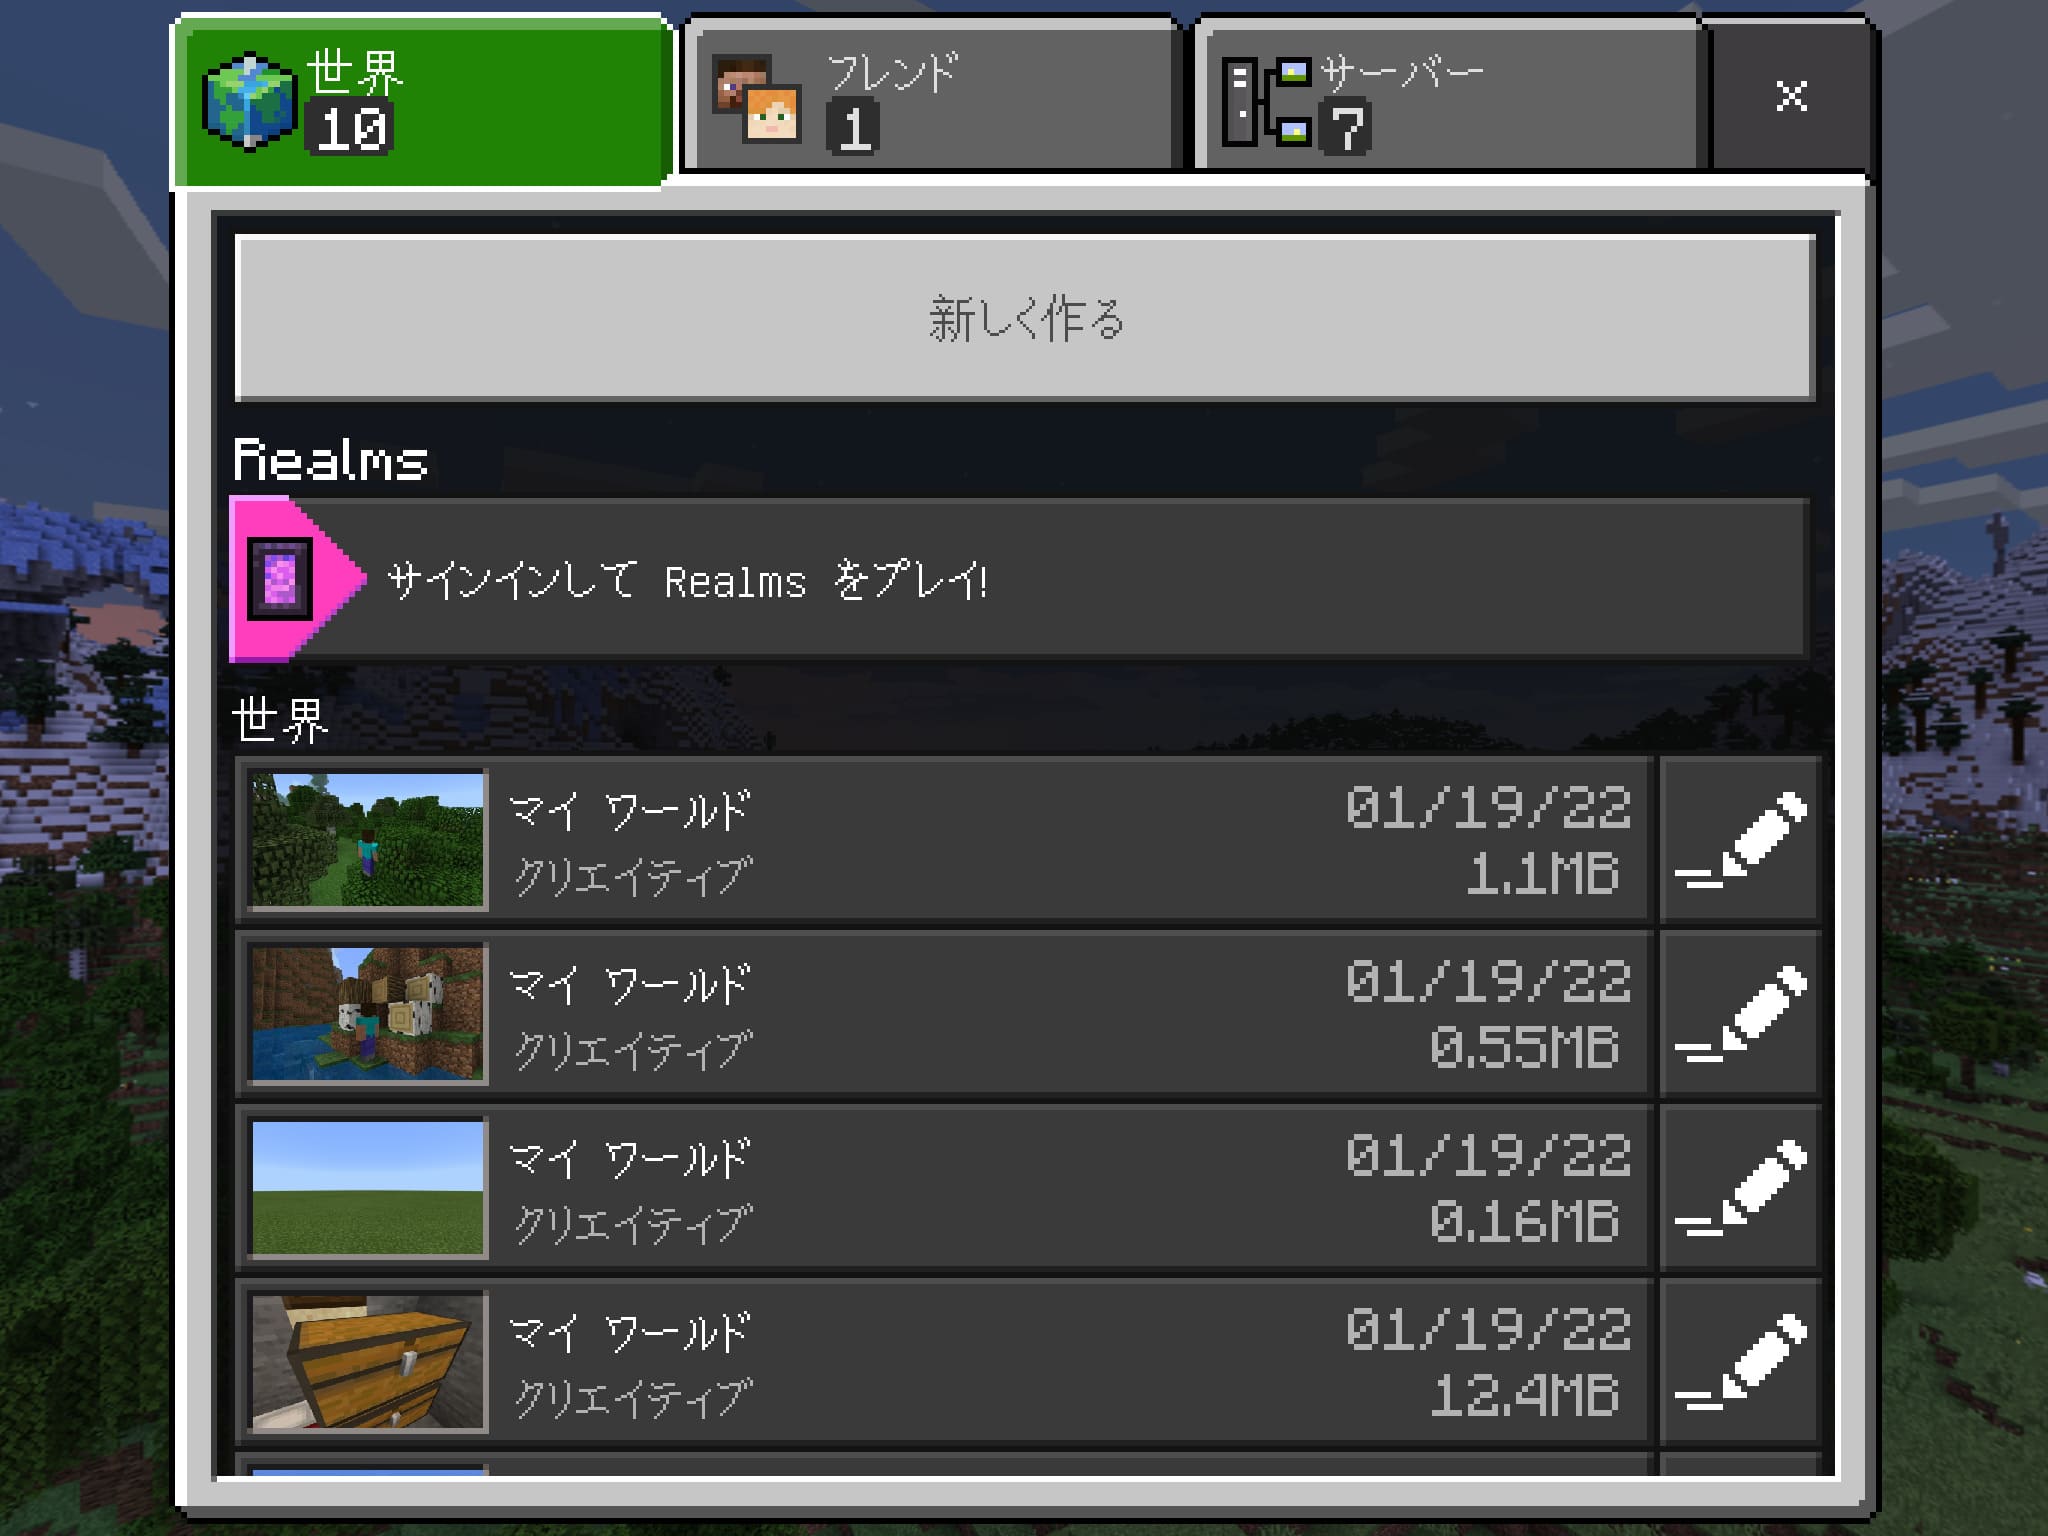 世界
10
フレンド
1
サーバー
7
新しく作る
Realms
サインインして Realms をプレイ!
世界
マイ ワールド
01/19/22
クリエイティブ
1.1MB
マイ ワールド
01/19/22
クリエイティブ
0.55MB
マイ ワールド
01/19/22
クリエイティブ
0.16MB
マイ ワールド
01/19/22
クリエイティブ
12.4MB